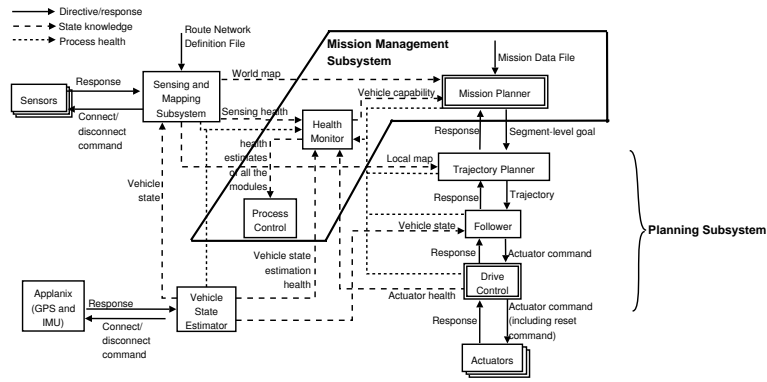 Directive/response
State knowledge
Process health
Route Network
Definition File
Mission Management
Subsystem
Mission Data File
Response
World map
Sensors
Sensing and
Mapping
Subsystem
Connect/
disconnect
command
Sensing health
Vehicle capability
Mission Planner
Health
Monitor
Response
Segment-level goal
health
estimates
of all the
modules
Local map
Trajectory Planner
Vehicle
state
Response
Trajectory
Process
Control
Vehicle state
Follower
Planning Subsystem
Vehicle state
estimation
health
Response
Actuator command
Drive
Control
Applanix
(GPS and
IMU)
Response
Connect/
disconnect
command
Vehicle
State
Estimator
Actuator health
Response
Actuator command
(including reset
command)
Actuators